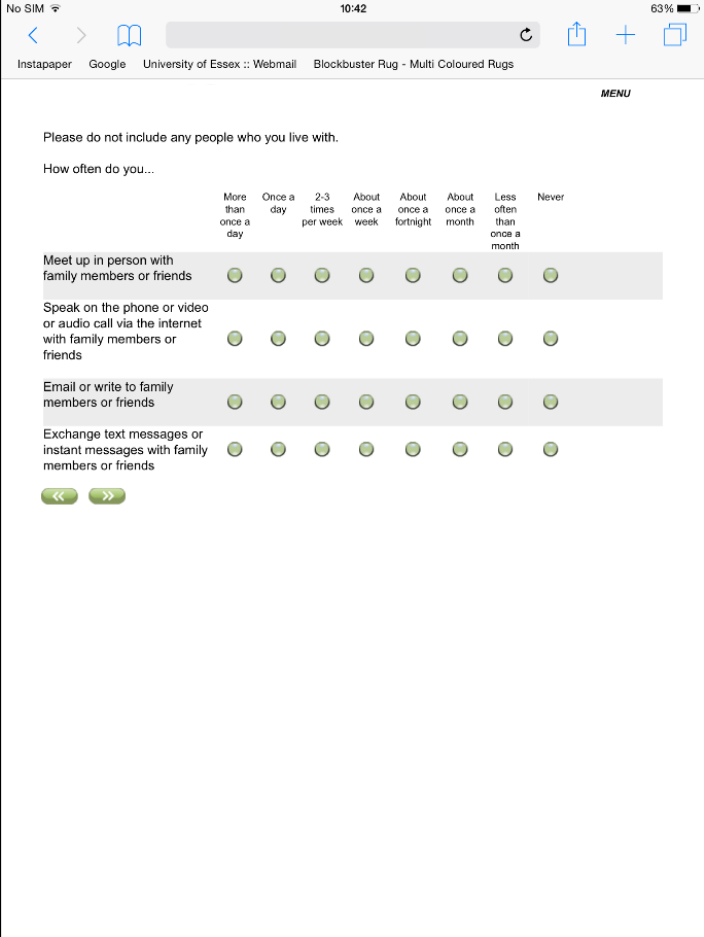 No SIM 10:42 63%
Instapaper Google University of Essex :: Webmail Blockbuster Rug - Multi Coloured Rugs
MENU
Please do not include any people who you live with.
How often do you...
More than once a day
Once a day
2-3 times per week
About once a week
About once a fortnight
About once a month
Less often than once a month
Never
Meet up in person with
family members or friends
Speak on the phone or video
or audio call via the internet
with family members or
friends
Email or write to family
members or friends
Exchange text messages or
instant messages with family
members or friends